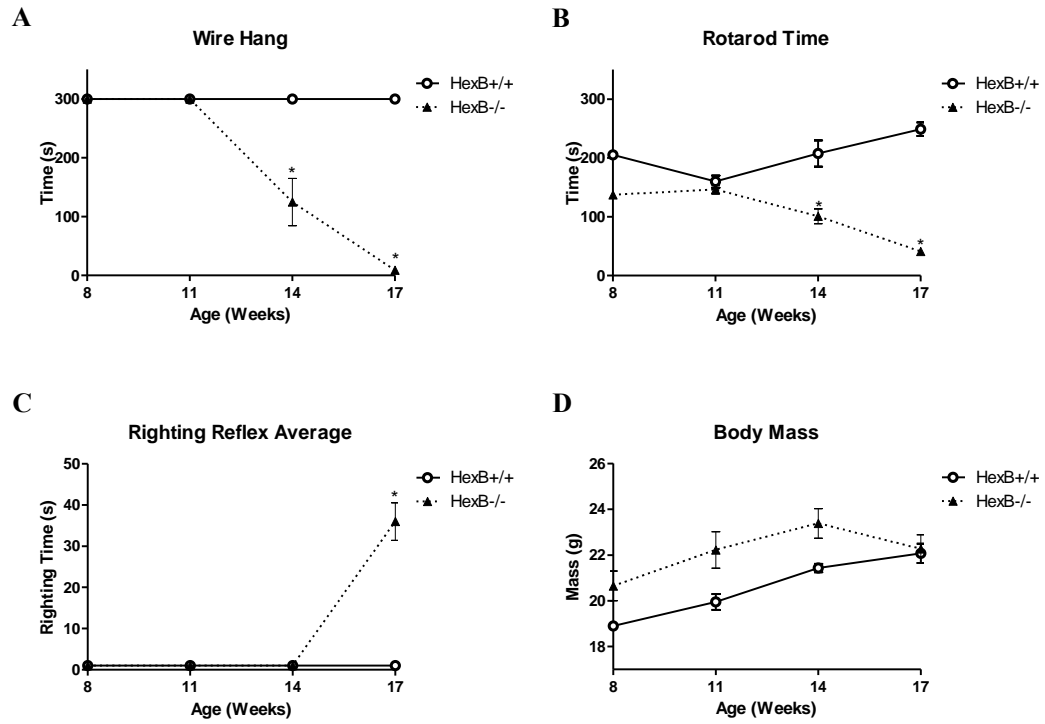 A
Wire Hang
300
200
100
0
Time (s)
8 11 14 17
Age (Weeks)
HexB+/+
HexB-/-
*
*
B
Rotarod Time
300
200
100
0
Time (s)
8 11 14 17
Age (Weeks)
HexB+/+
HexB-/-
*
*
C
Righting Reflex Average
50
40
30
20
10
0
Righting Time (s)
8 11 14 17
Age (Weeks)
HexB+/+
HexB-/-
*
D
Body Mass
26
24
22
20
18
Mass (g)
8 11 14 17
Age (Weeks)
HexB+/+
HexB-/-